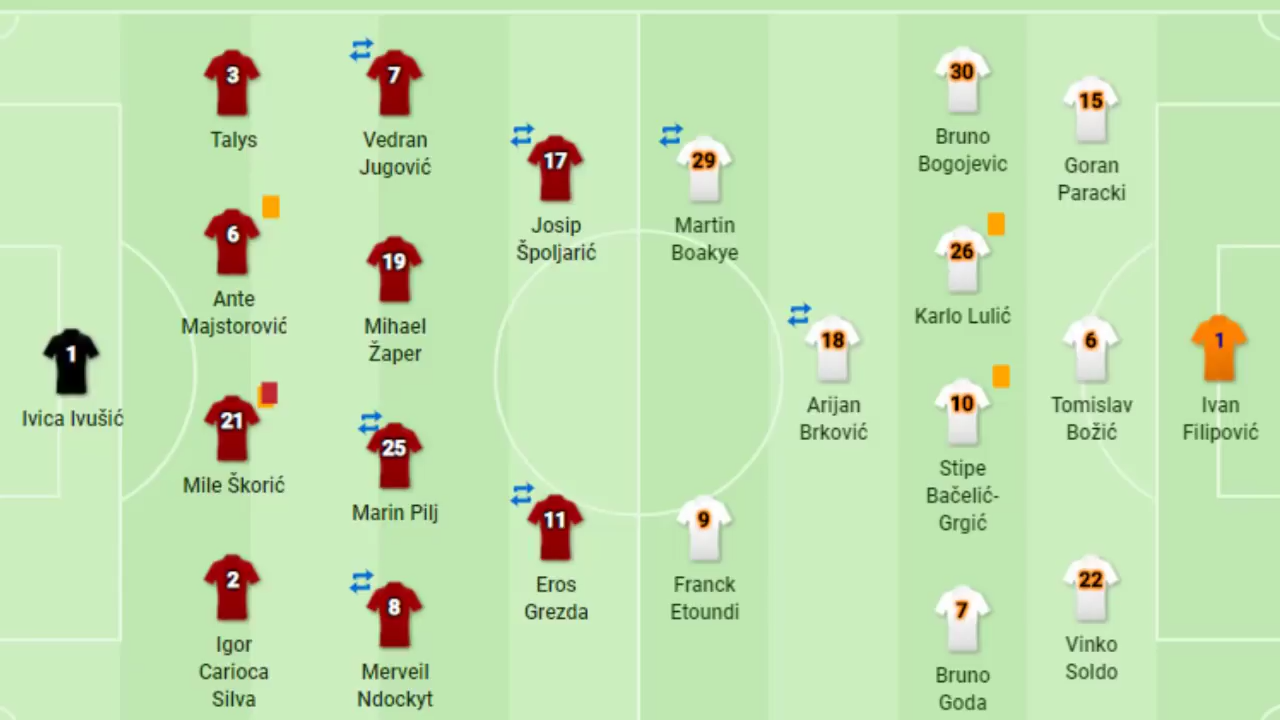 1
Ivica Ivušić
3
Talys
6
Ante
Majstorović
21
Mile Škorić
2
Igor
Carioca
Silva
7
Vedran
Jugović
19
Mihael
Žaper
25
Marin Pilj
8
Merveil
Ndockyt
17
Josip
Špoljarić
11
Eros
Grezda
29
Martin
Boakye
9
Franck
Etoundi
18
Arijan
Brković
30
Bruno
Bogojevic
26
Karlo Lulić
10
Stipe
Bačelić-
Grgić
7
Bruno
Goda
15
Goran
Paracki
6
Tomislav
Božić
22
Vinko
Soldo
1
Ivan
Filipović